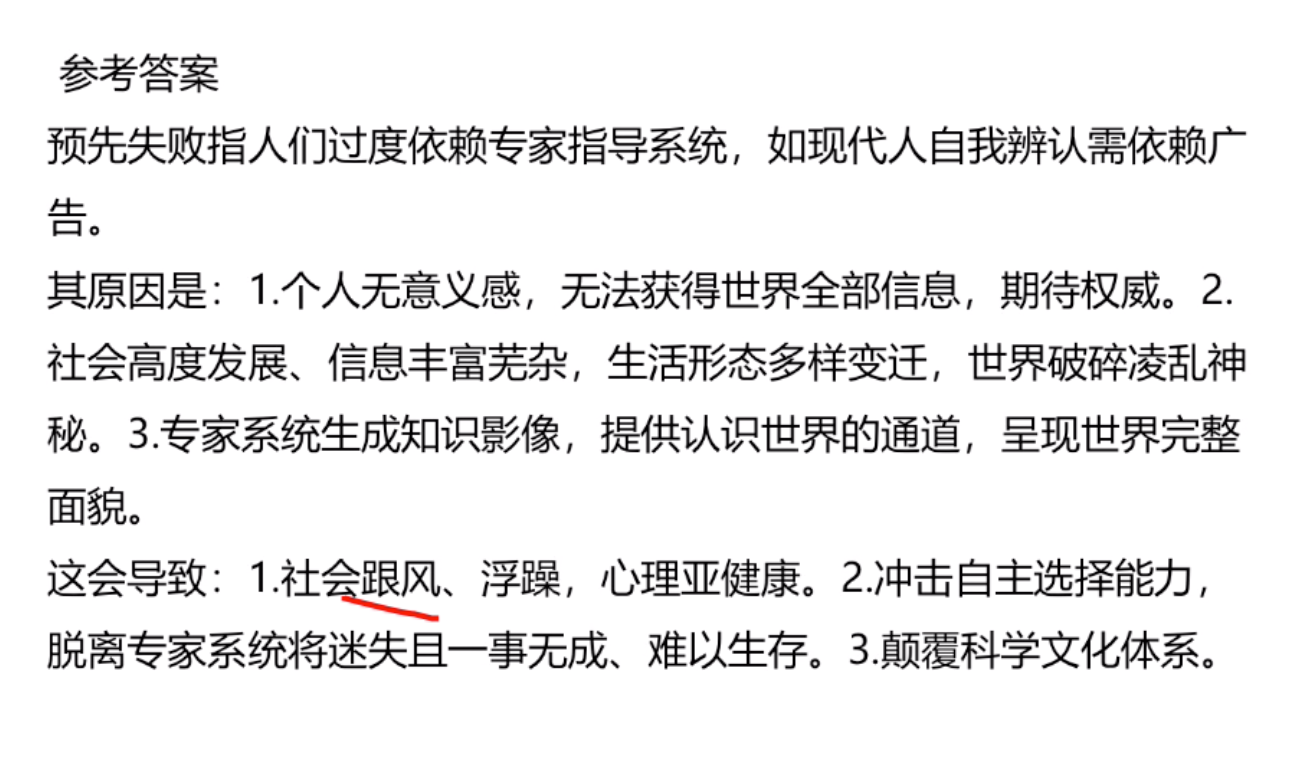 参考答案
预先失败指人们过度依赖专家指导系统，如现代人自我辨认需依赖广
告。
其原因是：1.个人无意义感，无法获得世界全部信息，期待权威。2.
社会高度发展、信息丰富芜杂，生活形态多样变迁，世界破碎凌乱神
秘。3.专家系统生成知识影像，提供认识世界的通道，呈现世界完整
面貌。
这会导致：1.社会跟风、浮躁，心理亚健康。2.冲击自主选择能力，
脱离专家系统将迷失且一事无成、难以生存。3.颠覆科学文化体系。